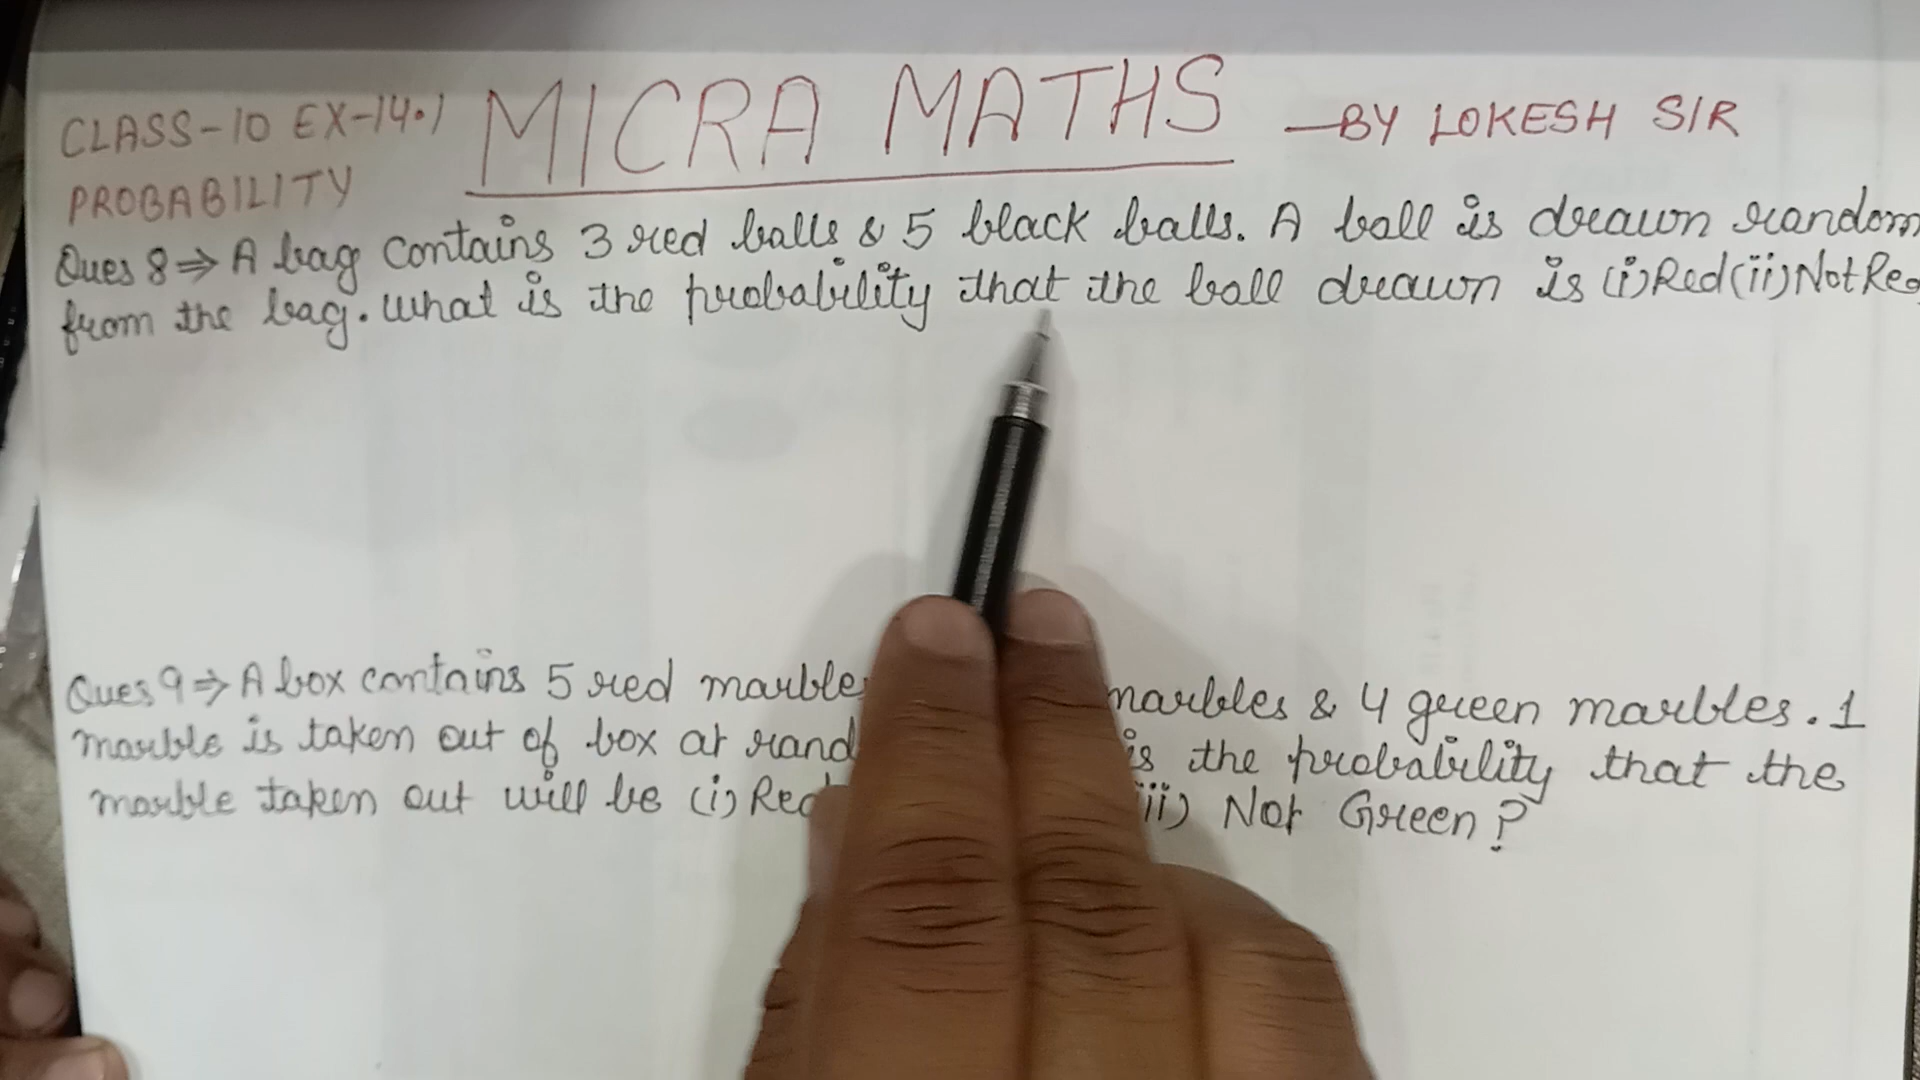 CLASS-10 EX-14.1 MICRA MATHS —BY LOKESH SIR
PROBABILITY
Ques 8⇒ A bag contains 3 red balls & 5 black balls. A ball is drawn random
from the bag. What is the probability that the ball drawn is (i) Red (ii) Not Red
Ques 9⇒ A box contains 5 red marble marbles & 4 green marbles. 1
marble is taken out of box at is the probability that the
marble taken out will be (i) Red iii) Not Green?